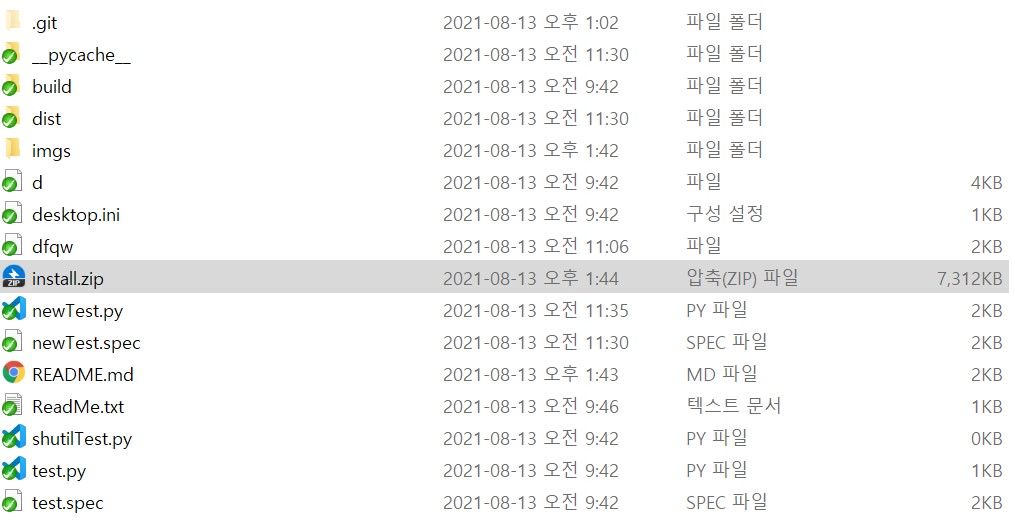 .git 2021-08-13 오후 1:02 파일 폴더
__pycache__ 2021-08-13 오전 11:30 파일 폴더
build 2021-08-13 오전 9:42 파일 폴더
dist 2021-08-13 오전 11:30 파일 폴더
imgs 2021-08-13 오후 1:42 파일 폴더
d 2021-08-13 오전 9:42 파일 4KB
desktop.ini 2021-08-13 오전 9:42 구성 설정 1KB
dfqw 2021-08-13 오전 11:06 파일 2KB
ZIP install.zip 2021-08-13 오후 1:44 압축(ZIP) 파일 7,312KB
newTest.py 2021-08-13 오전 11:35 PY 파일 2KB
newTest.spec 2021-08-13 오전 11:30 SPEC 파일 2KB
README.md 2021-08-13 오후 1:43 MD 파일 2KB
ReadMe.txt 2021-08-13 오전 9:46 텍스트 문서 1KB
shutilTest.py 2021-08-13 오전 9:42 PY 파일 0KB
test.py 2021-08-13 오전 9:42 PY 파일 1KB
test.spec 2021-08-13 오전 9:42 SPEC 파일 2KB